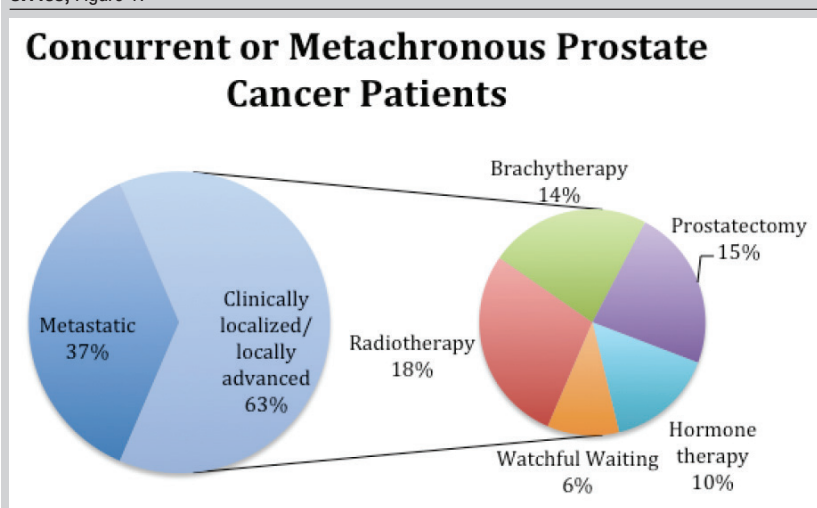 Concurrent or Metachronous Prostate
Cancer Patients
Metastatic
37%
Clinically
localized/
locally
advanced
63%
Brachytherapy
14%
Prostatectomy
15%
Radiotherapy
18%
Hormone
therapy
10%
Watchful Waiting
6%